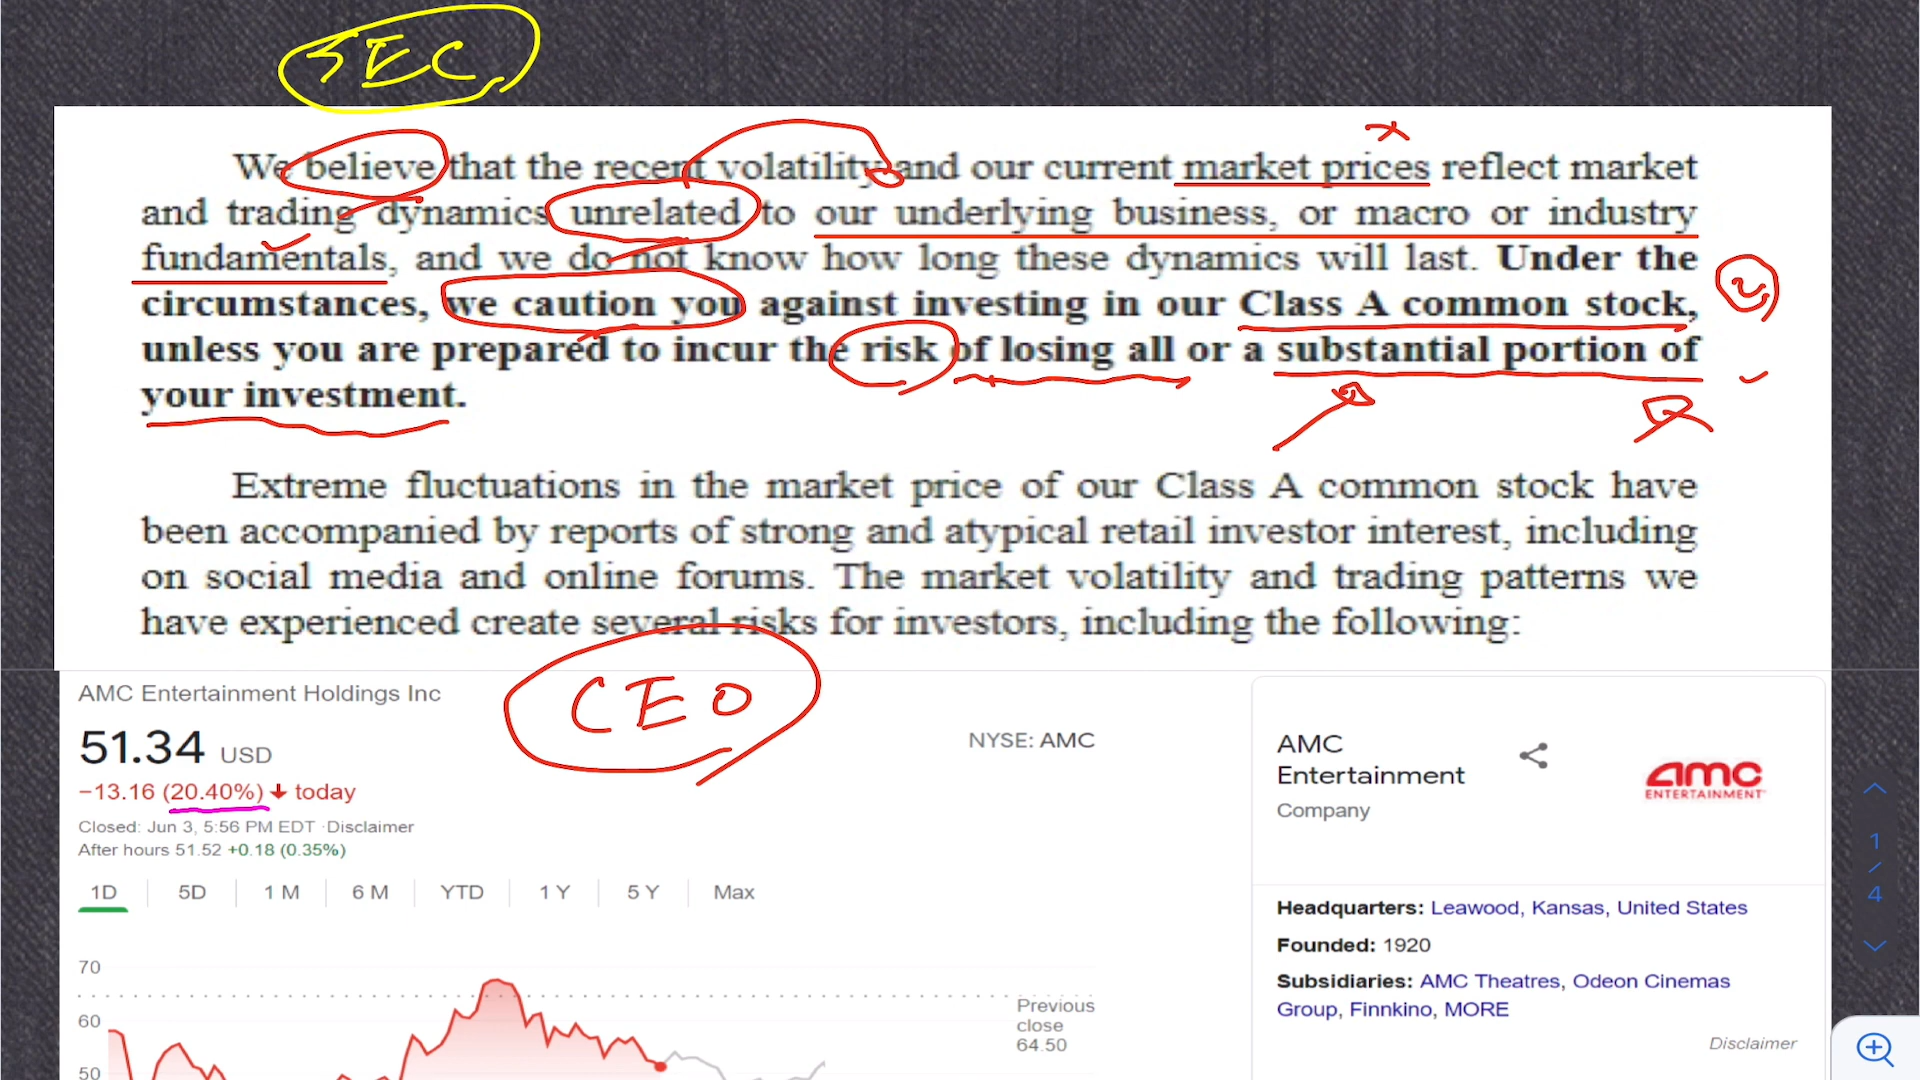 SEC
We believe that the recent volatility and our current market prices reflect market
and trading dynamics unrelated to our underlying business, or macro or industry
fundamentals, and we do not know how long these dynamics will last. Under the
circumstances, we caution you against investing in our Class A common stock,
unless you are prepared to incur the risk of losing all or a substantial portion of
your investment.
Extreme fluctuations in the market price of our Class A common stock have
been accompanied by reports of strong and atypical retail investor interest, including
on social media and online forums. The market volatility and trading patterns we
have experienced create several risks for investors, including the following:
CEO
AMC Entertainment Holdings Inc
51.34 USD
−13.16 (20.40%) ↓ today
Closed: Jun 3, 5:56 PM EDT · Disclaimer
After hours 51.52 +0.18 (0.35%)
NYSE: AMC
1D 5D 1 M 6 M YTD 1 Y 5 Y Max
70
60
50
Previous
close
64.50
AMC
Entertainment
Company
amc
ENTERTAINMENT
Headquarters: Leawood, Kansas, United States
Founded: 1920
Subsidiaries: AMC Theatres, Odeon Cinemas
Group, Finnkino, MORE
Disclaimer
1
/
4